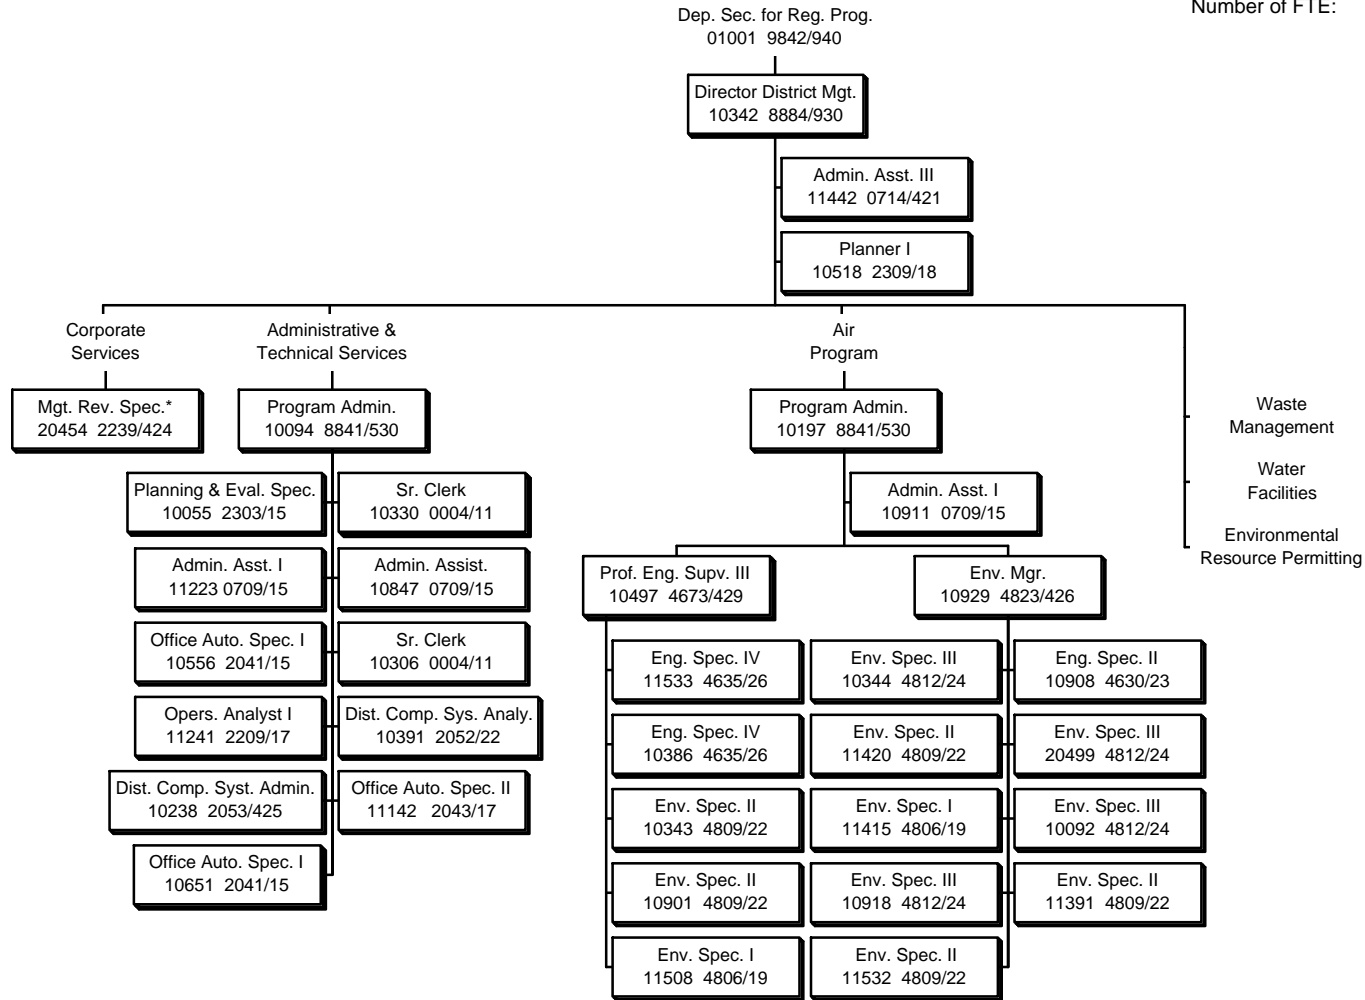 Number of FTE:
Dep. Sec. for Reg. Prog.
01001 9842/940
Director District Mgt.
10342 8884/930
Admin. Asst. III
11442 0714/421
Planner I
10518 2309/18
Corporate
Services
Administrative &
Technical Services
Air
Program
Mgt. Rev. Spec.*
20454 2239/424
Program Admin.
10094 8841/530
Program Admin.
10197 8841/530
Waste
Management
Water
Facilities
Environmental
Resource Permitting
Planning & Eval. Spec.
10055 2303/15
Sr. Clerk
10330 0004/11
Admin. Asst. I
11223 0709/15
Admin. Assist.
10847 0709/15
Office Auto. Spec. I
10556 2041/15
Sr. Clerk
10306 0004/11
Opers. Analyst I
11241 2209/17
Dist. Comp. Sys. Analy.
10391 2052/22
Dist. Comp. Syst. Admin.
10238 2053/425
Office Auto. Spec. II
11142 2043/17
Office Auto. Spec. I
10651 2041/15
Admin. Asst. I
10911 0709/15
Prof. Eng. Supv. III
10497 4673/429
Env. Mgr.
10929 4823/426
Eng. Spec. IV
11533 4635/26
Env. Spec. III
10344 4812/24
Eng. Spec. II
10908 4630/23
Eng. Spec. IV
10386 4635/26
Env. Spec. II
11420 4809/22
Env. Spec. III
20499 4812/24
Env. Spec. II
10343 4809/22
Env. Spec. I
11415 4806/19
Env. Spec. III
10092 4812/24
Env. Spec. II
10901 4809/22
Env. Spec. III
10918 4812/24
Env. Spec. II
11391 4809/22
Env. Spec. I
11508 4806/19
Env. Spec. II
11532 4809/22